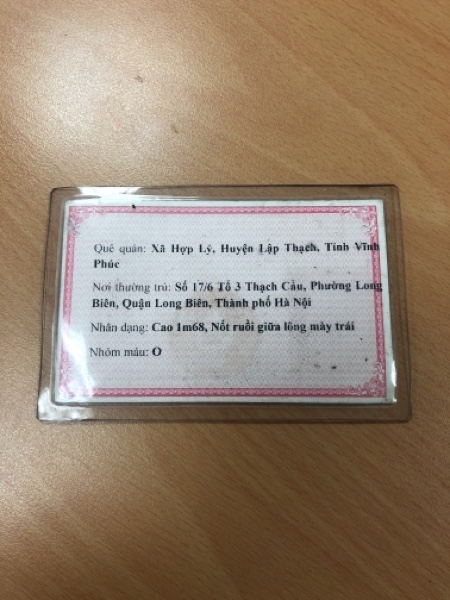 Quê quán: Xã Hợp Lý, Huyện Lập Thạch, Tỉnh Vĩnh
Phúc
Nơi thường trú: Số 17/6 Tổ 3 Thạch Cầu, Phường Long
Biên, Quận Long Biên, Thành phố Hà Nội
Nhân dạng: Cao 1m68, Nốt ruồi giữa lông mày trái
Nhóm máu: O